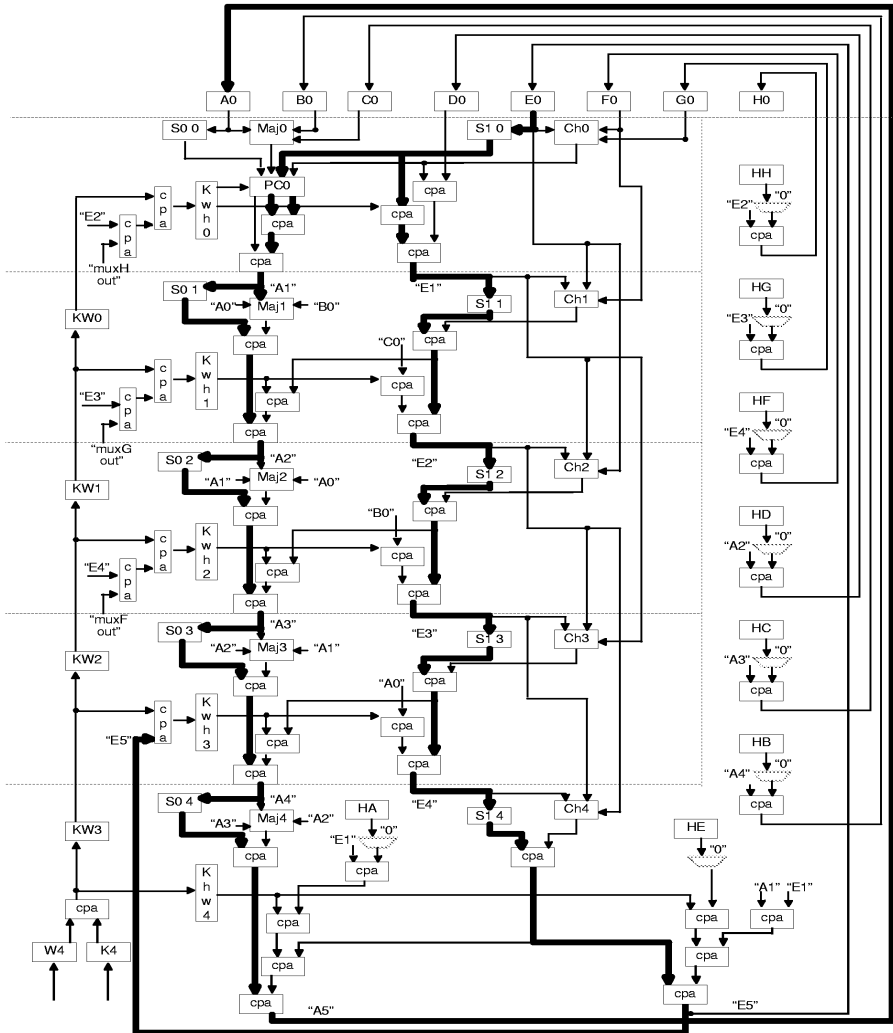 A0 B0 C0 D0 E0 F0 G0 H0
S0 0 Maj0 S1 0 Ch0
PC0 cpa HH
"0"
"E2"
cpa
K
w
h
0
c
p
a
"E2"
c
p
a
"muxH
out"
cpa cpa
cpa cpa
cpa
S0 1 "A1" "E1" S1 1 Ch1 HG
"A0" Maj1 "B0" "0"
"E3"
cpa
KW0
cpa cpa
"C0"
K
w
h
1
c
p
a
"E3"
c
p
a
"muxG
out"
cpa cpa
cpa cpa
HF
"0"
"E4"
cpa
S0 2 "A2" "E2" S1 2 Ch2
"A1" Maj2 "A0"
KW1
cpa cpa
"B0"
HD
"0"
"A2"
cpa
K
w
h
2
c
p
a
"E4"
c
p
a
"muxF
out"
cpa cpa
cpa cpa
S0 3 "A3" "E3" S1 3 Ch3
"A2" Maj3 "A1"
HC
"0"
"A3"
cpa
KW2
cpa cpa
"A0"
K
w
h
3
c
p
a
"E5"
cpa cpa
cpa cpa
HB
"0"
"A4"
cpa
S0 4 "A4" "E4" S1 4 Ch4
"A3" Maj4 "A2"
HA
"0"
"E1"
cpa
KW3
cpa cpa
HE
"0"
K
h
w
4
cpa
W4 K4
cpa
cpa
cpa
"A5"
"A1" "E1"
cpa cpa
cpa
cpa
"E5"